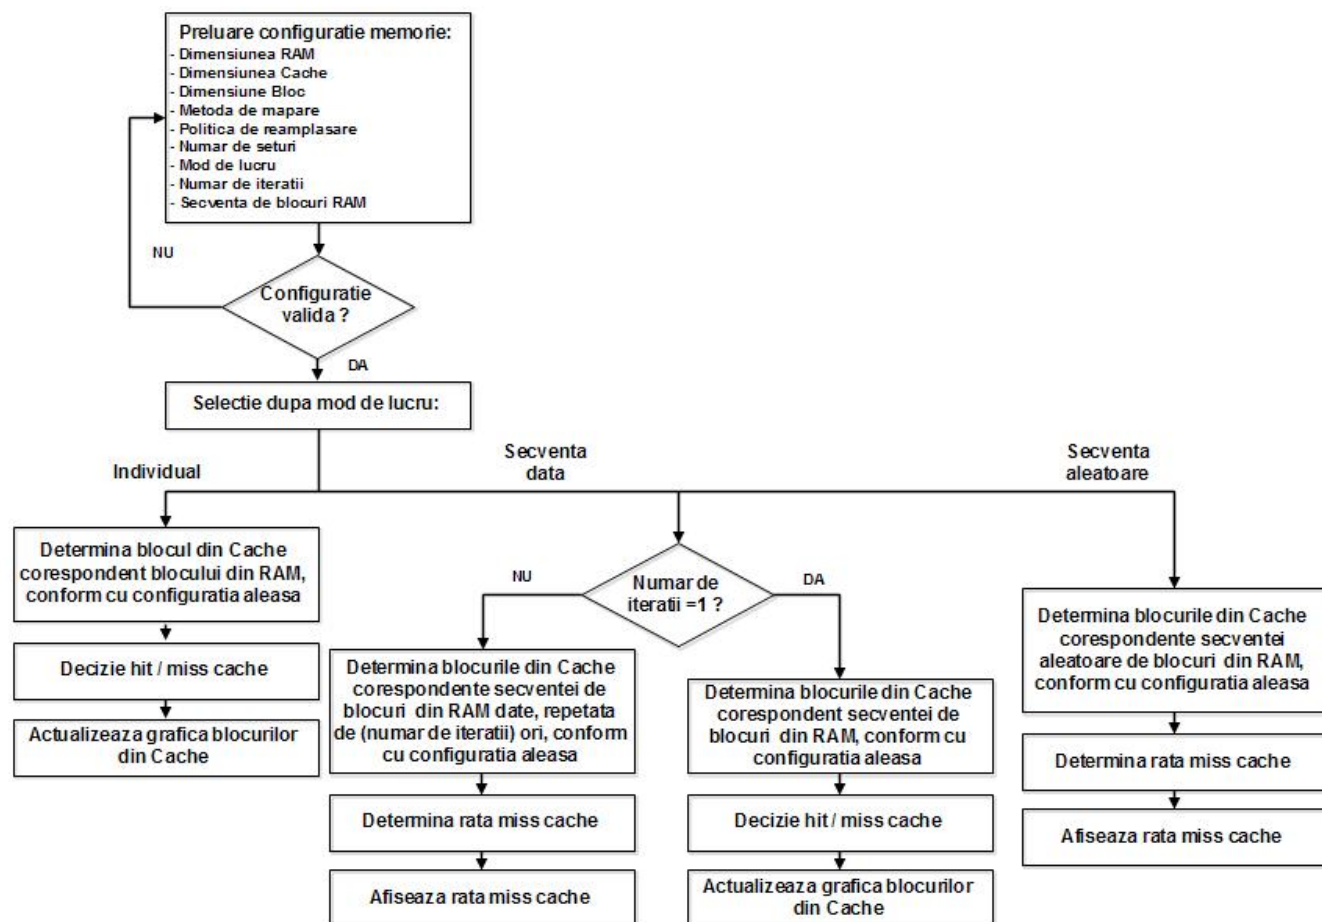 Preluare configuratie memorie:
- Dimensiunea RAM
- Dimensiunea Cache
- Dimensiune Bloc
- Metoda de mapare
- Politica de reamplasare
- Numar de seturi
- Mod de lucru
- Numar de iteratii
- Secventa de blocuri RAM
NU
Configuratie
valida ?
DA
Selectie dupa mod de lucru:
Individual
Secventa
data
Secventa
aleatoare
Determina blocul din Cache
corespondent blocului din RAM,
conform cu configuratia aleasa
Decizie hit / miss cache
Actualizeaza grafica blocurilor
din Cache
NU
Numar de
iteratii =1 ?
DA
Determina blocurile din Cache
corespondente secventei de
blocuri din RAM date, repetata
de (numar de iteratii) ori, conform
cu configuratia aleasa
Determina rata miss cache
Afiseaza rata miss cache
Determina blocurile din Cache
corespondent secventei de
blocuri din RAM, conform cu
configuratia aleasa
Decizie hit / miss cache
Actualizeaza grafica blocurilor
din Cache
Determina blocurile din Cache
corespondente secventei
aleatoare de blocuri din RAM,
conform cu configuratia aleasa
Determina rata miss cache
Afiseaza rata miss cache